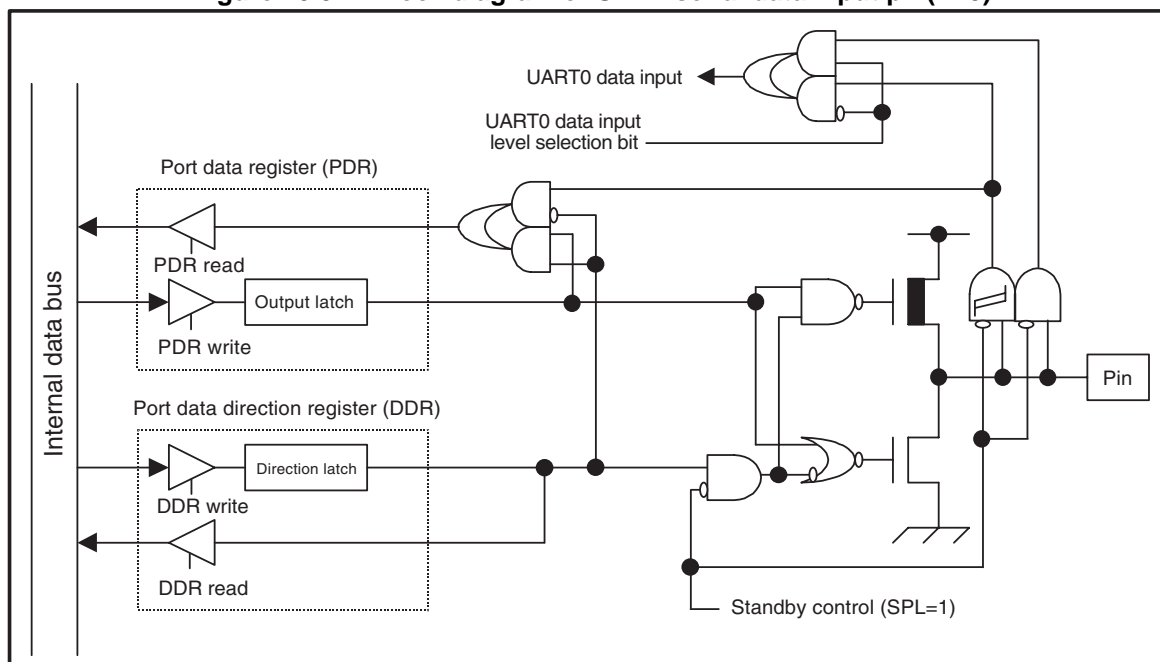 UART0 data input
UART0 data input
level selection bit
Port data register (PDR)
PDR read
Output latch
PDR write
Internal data bus
Pin
Port data direction register (DDR)
Direction latch
DDR write
DDR read
Standby control (SPL=1)